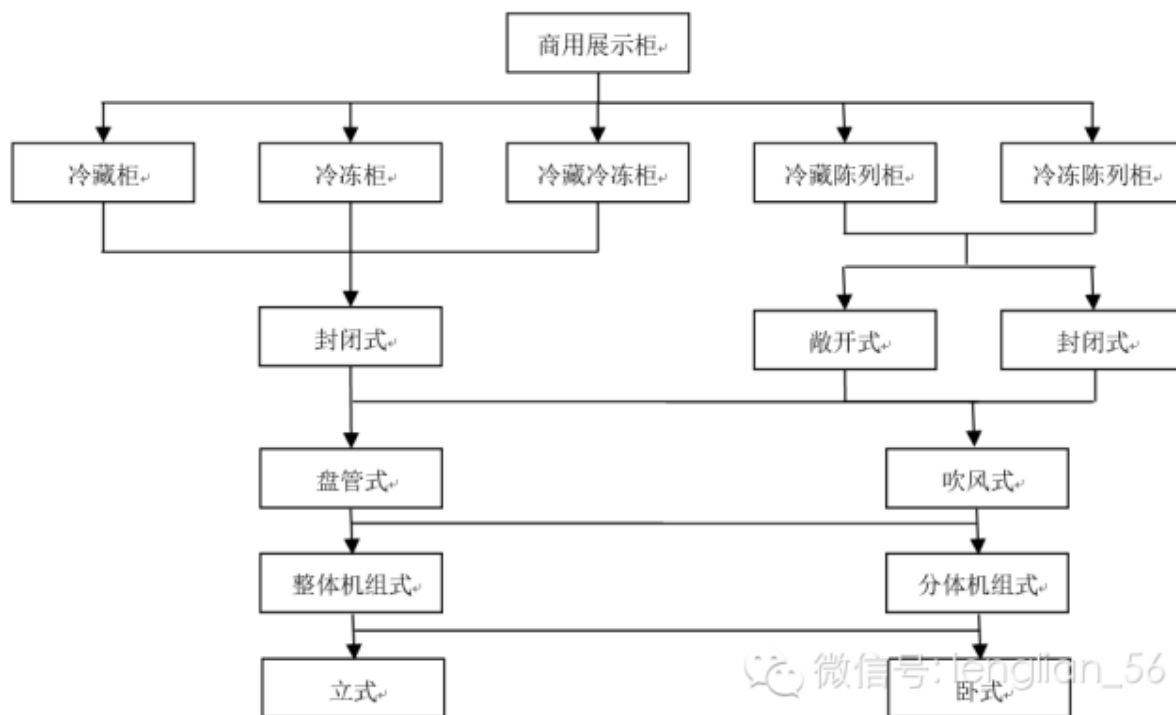 商用展示柜
冷藏柜
冷冻柜
冷藏冷冻柜
冷藏陈列柜
冷冻陈列柜
封闭式
敞开式
封闭式
盘管式
吹风式
整体机组式
分体机组式
立式
卧式
微信号: lenglian_56